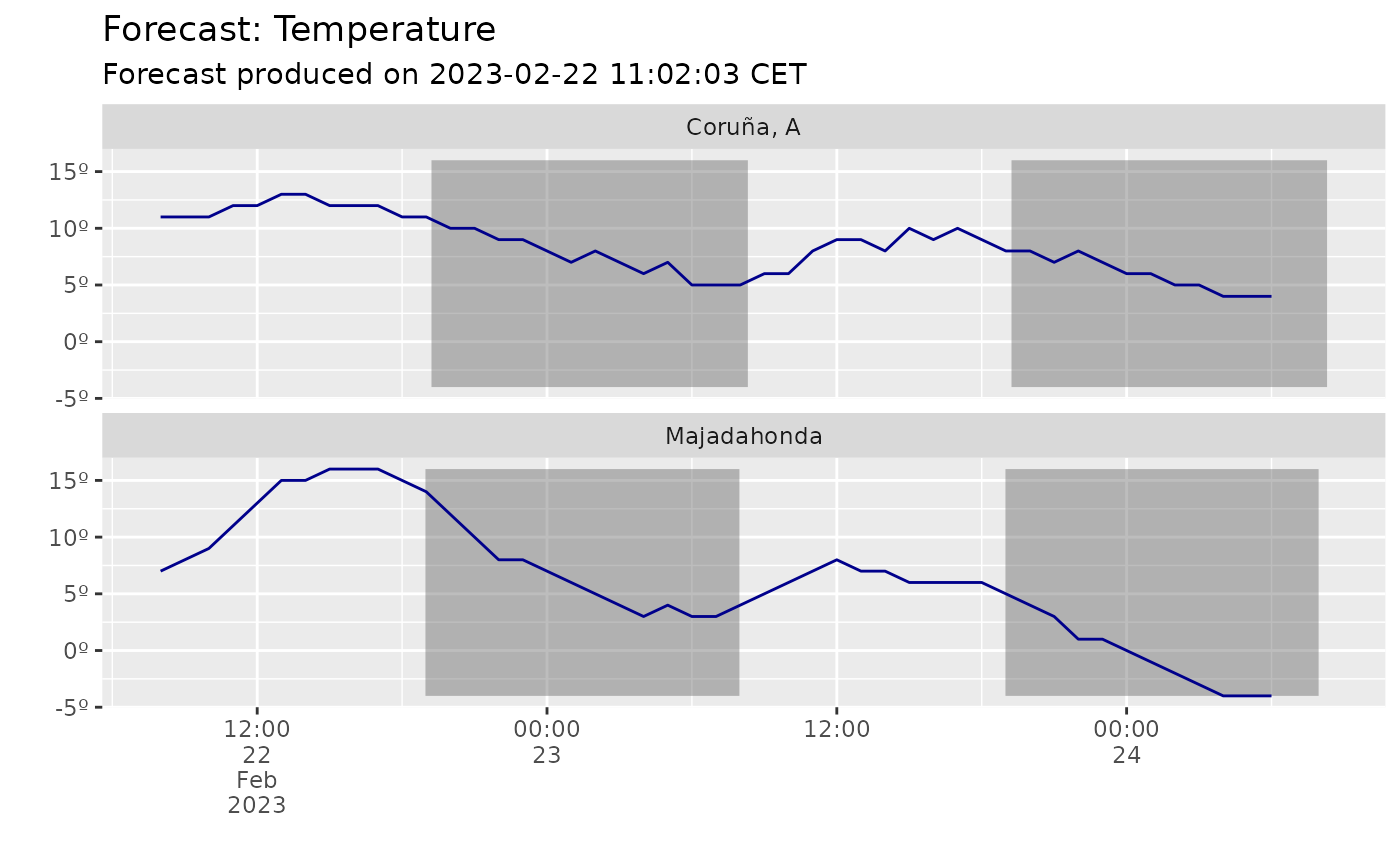 Forecast: Temperature
Forecast produced on 2023-02-22 11:02:03 CET
Coruña, A
15º
10º
5º
0º
-5º
Majadahonda
15º
10º
5º
0º
-5º
12:00 00:00 12:00 00:00
22 23 24
Feb
2023